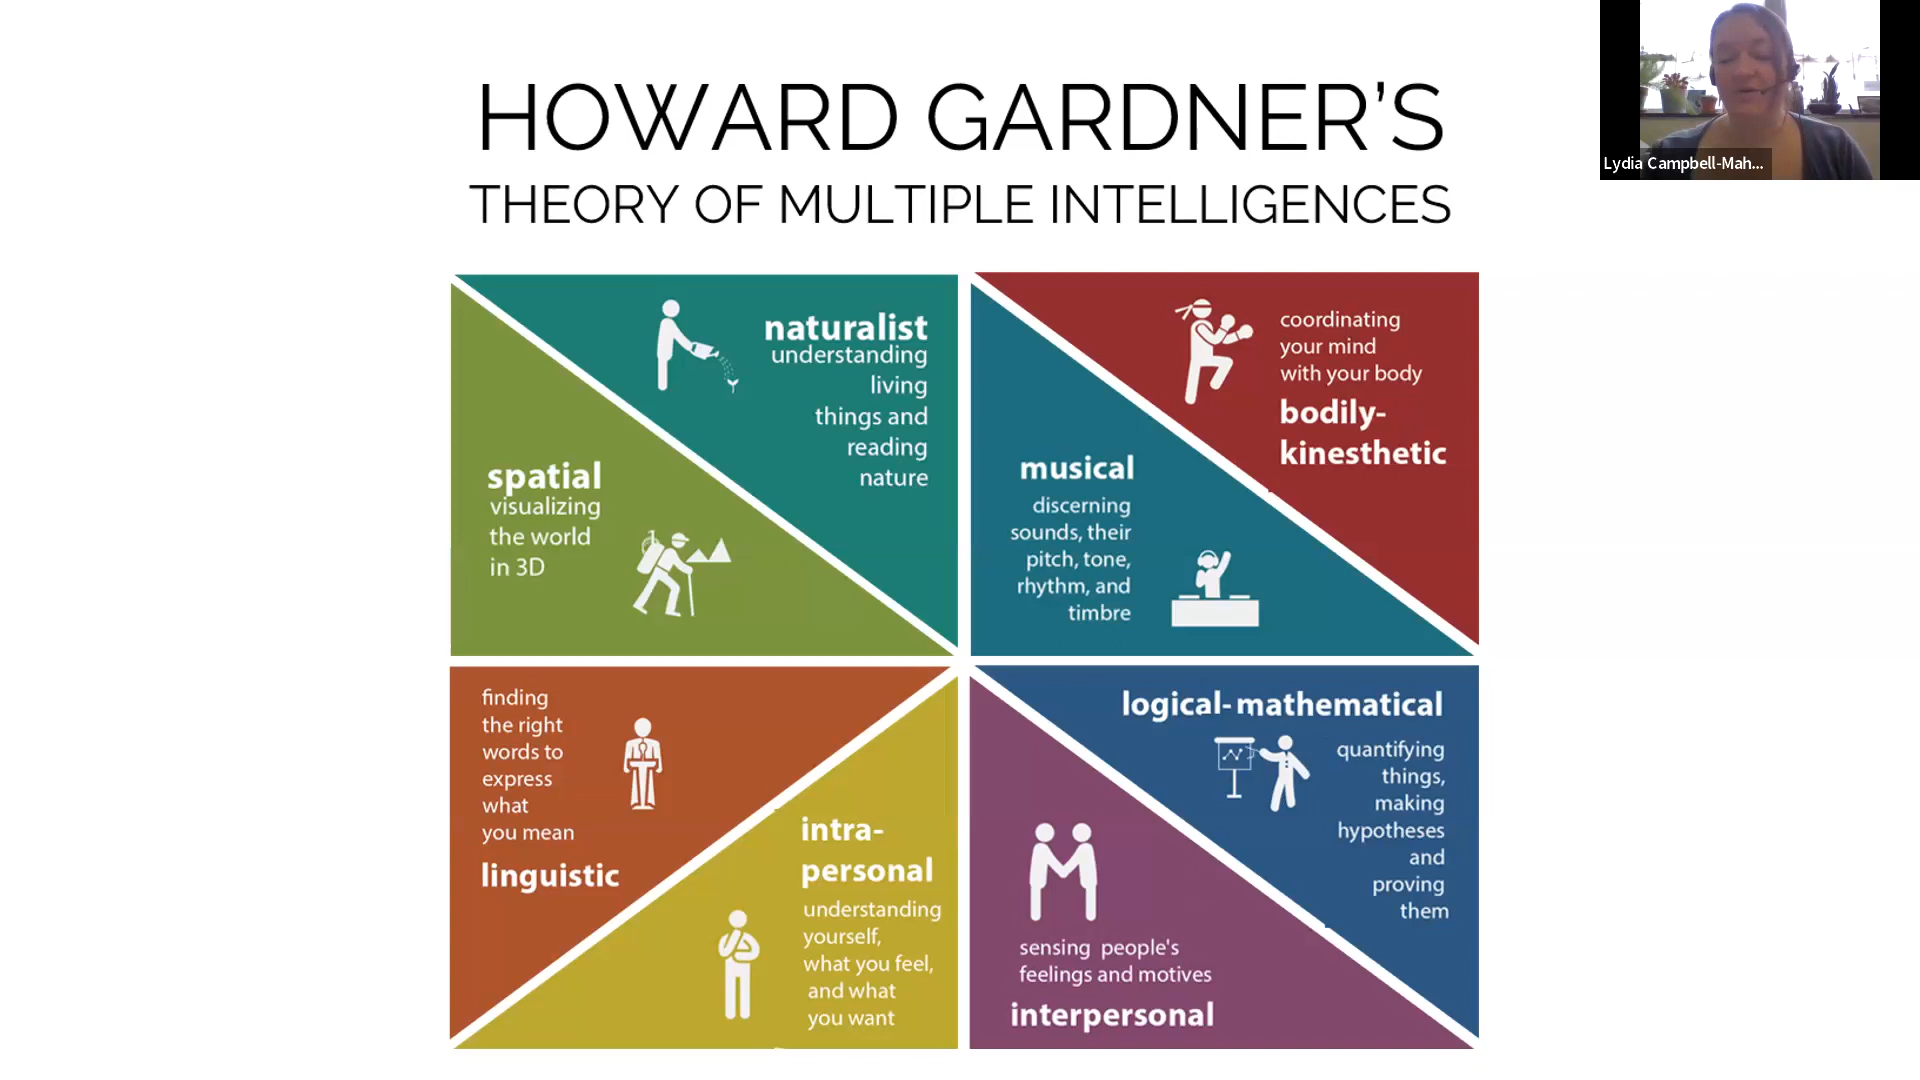 HOWARD GARDNER'S
THEORY OF MULTIPLE INTELLIGENCES
Lydia Campbell-Mah...
naturalist
understanding
living
things and
reading
nature
spatial
visualizing
the world
in 3D
coordinating
your mind
with your body
bodily-
kinesthetic
musical
discerning
sounds, their
pitch, tone,
rhythm, and
timbre
finding
the right
words to
express
what
you mean
linguistic
intra-
personal
understanding
yourself,
what you feel,
and what
you want
logical-mathematical
quantifying
things,
making
hypotheses
and
proving
them
sensing people's
feelings and motives
interpersonal